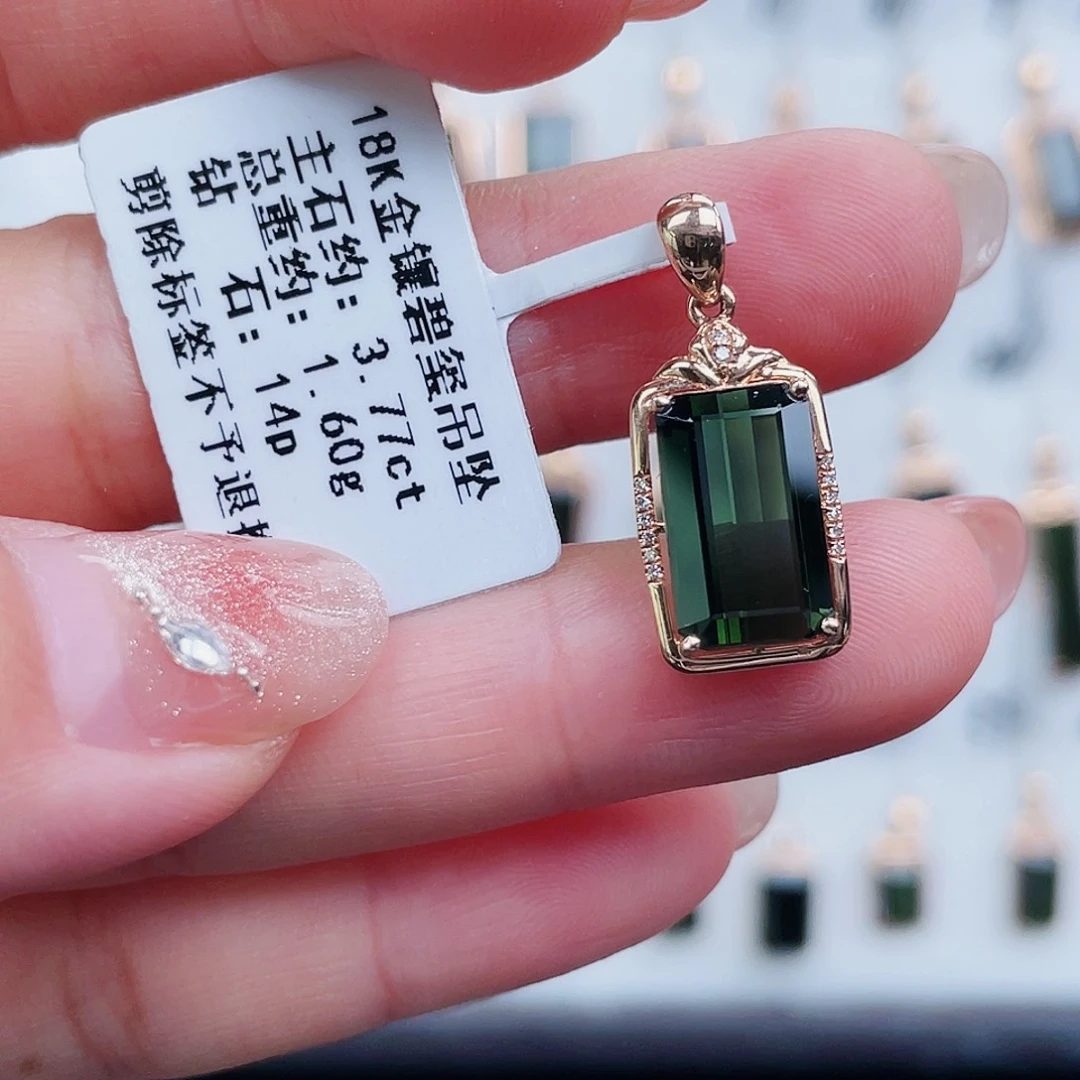 18K金镶碧玺吊坠
主石约: 3.77ct
总重约: 1.60g
钻 石: 14p
剪除标签不予退